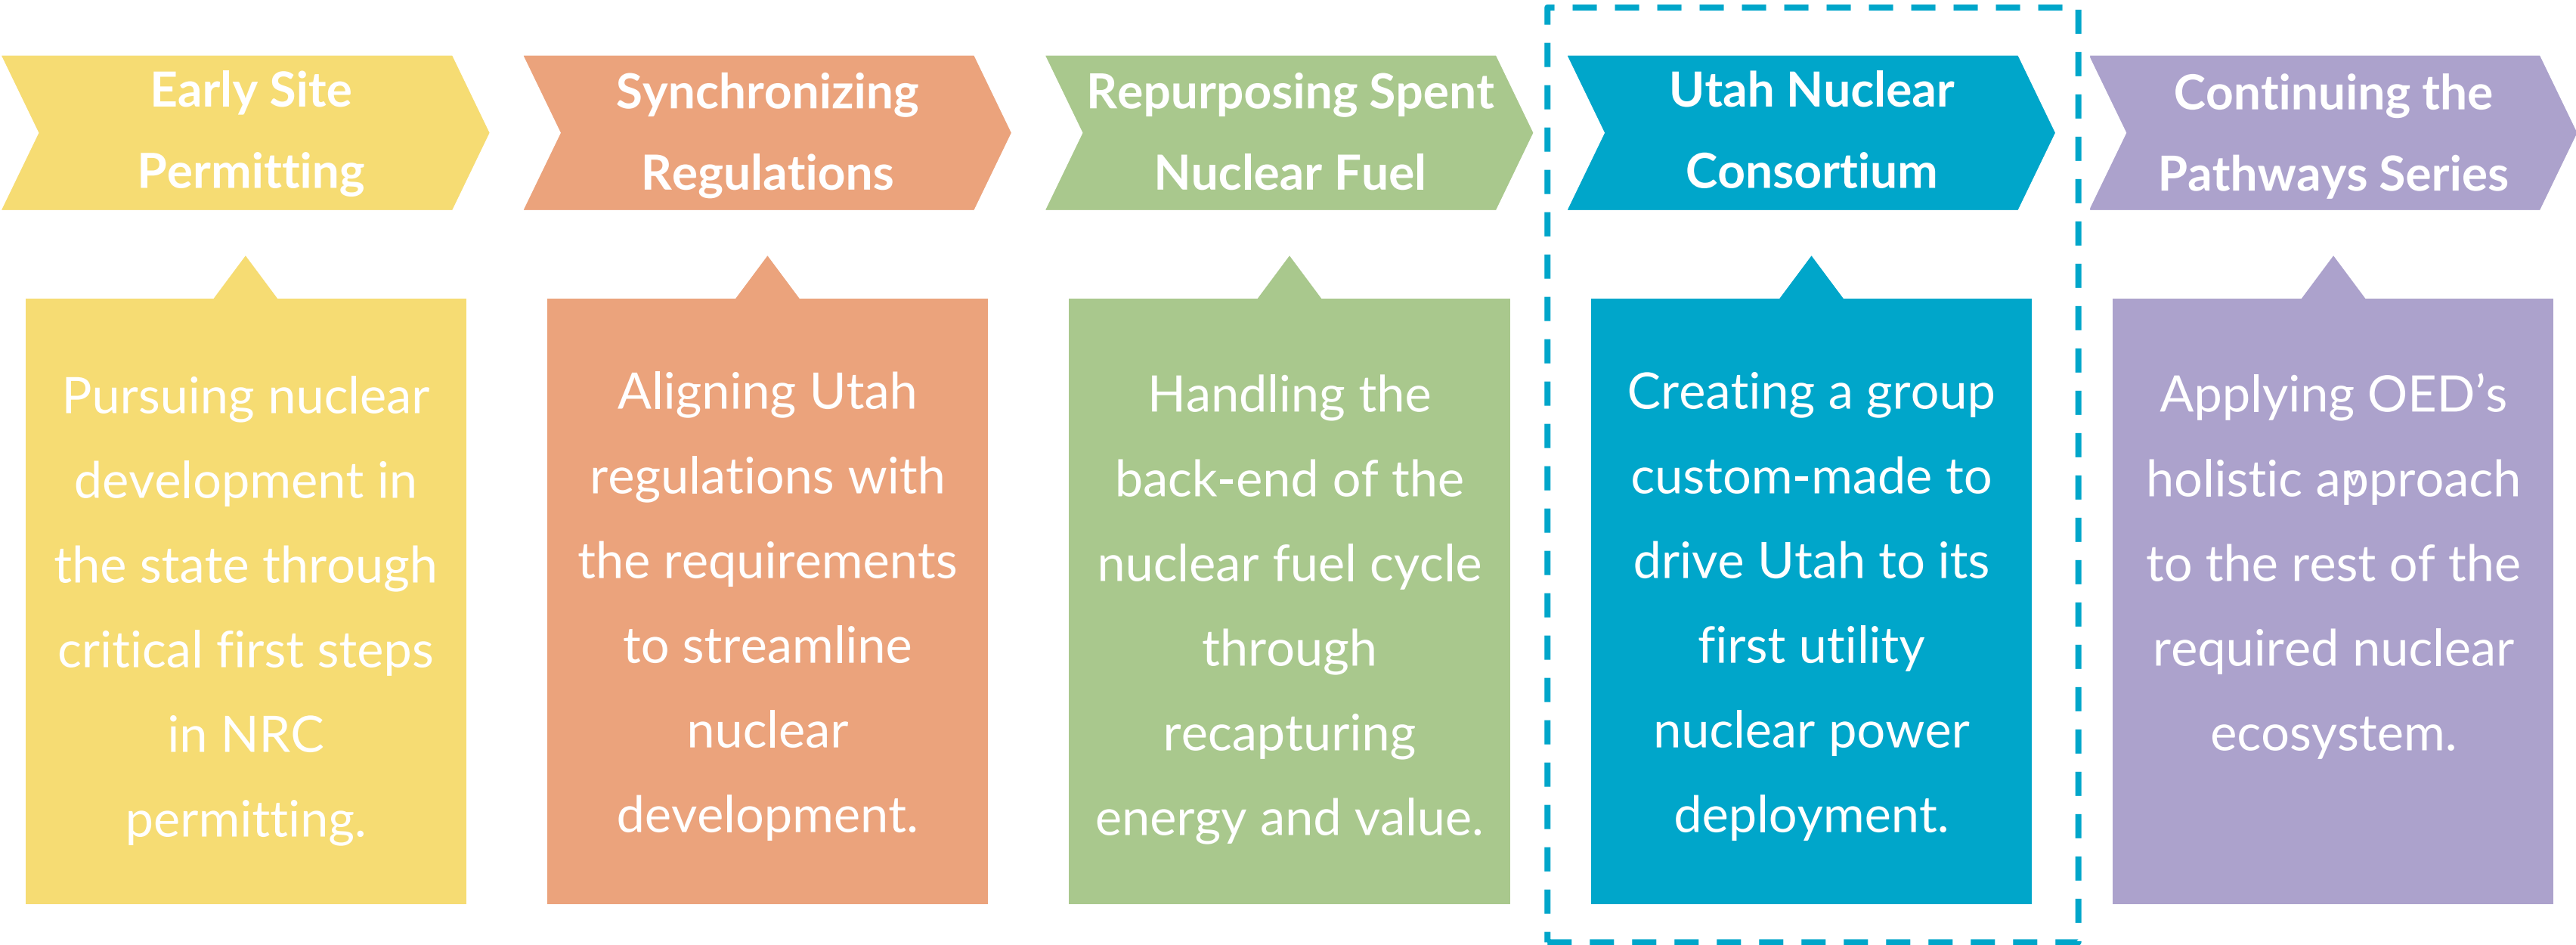 Early Site
Permitting
Synchronizing
Regulations
Repurposing Spent
Nuclear Fuel
Utah Nuclear
Consortium
Continuing the
Pathways Series
Pursuing nuclear
development in
the state through
critical first steps
in NRC
permitting.
Aligning Utah
regulations with
the requirements
to streamline
nuclear
development.
Handling the
back-end of the
nuclear fuel cycle
through
recapturing
energy and value.
Creating a group
custom-made to
drive Utah to its
first utility
nuclear power
deployment.
Applying OED’s
holistic approach
to the rest of the
required nuclear
ecosystem.